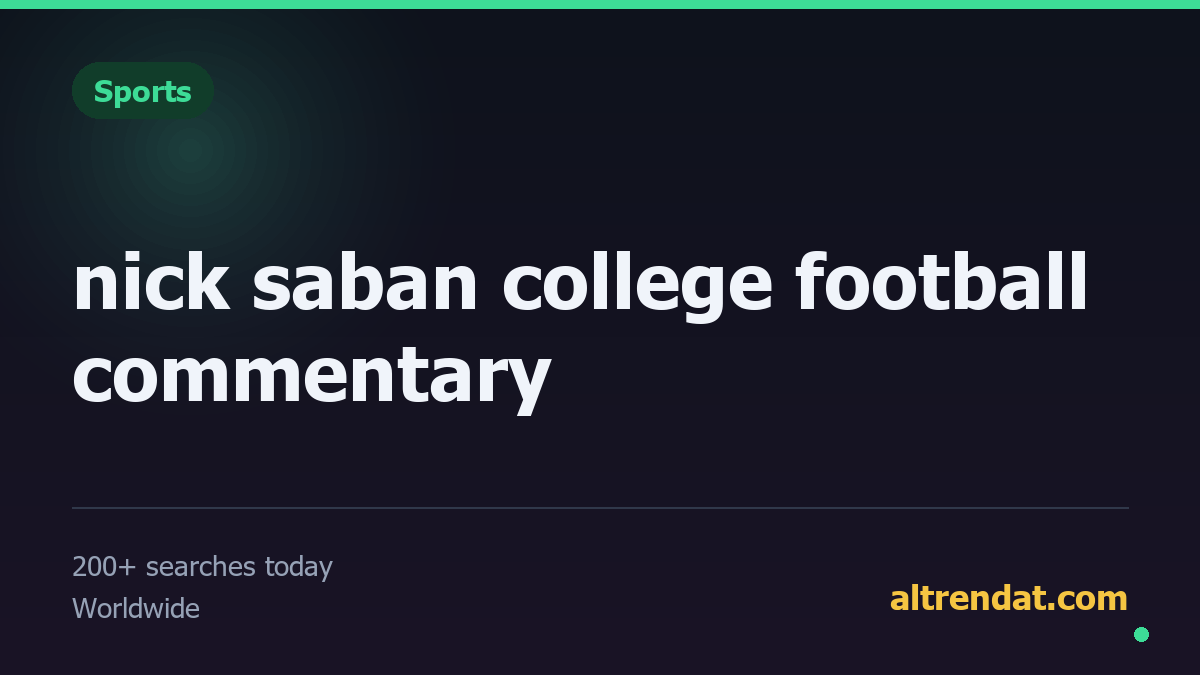 Sports
nick saban college football
commentary
200+ searches today
Worldwide
altrendat.com